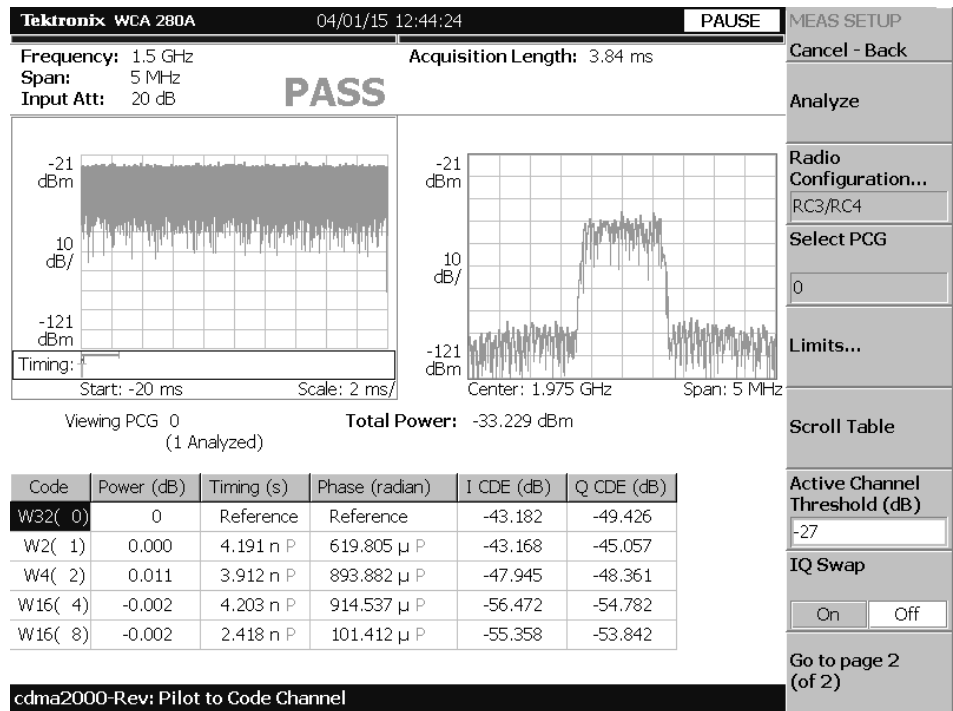 Tektronix WCA 280A 04/01/15 12:44:24 PAUSE
Frequency: 1.5 GHz Acquisition Length: 3.84 ms
Span: 5 MHz
Input Att: 20 dB
PASS
-21
dBm
10
dB/
-121
dBm
Timing:
Start: -20 ms Scale: 2 ms/
-21
dBm
10
dB/
-121
dBm
Center: 1.975 GHz Span: 5 MHz
Viewing PCG 0 Total Power: -33.229 dBm
(1 Analyzed)
Code Power (dB) Timing (s) Phase (radian) I CDE (dB) Q CDE (dB)
W32( 0) 0 Reference Reference -43.182 -49.426
W2( 1) 0.000 4.191 n P 619.805 μ P -43.168 -45.057
W4( 2) 0.011 3.912 n P 893.882 μ P -47.945 -48.361
W16( 4) -0.002 4.203 n P 914.537 μ P -56.472 -54.782
W16( 8) -0.002 2.418 n P 101.412 μ P -55.358 -53.842
cdma2000-Rev: Pilot to Code Channel
MEAS SETUP
Cancel - Back
Analyze
Radio
Configuration...
RC3/RC4
Select PCG
0
Limits...
Scroll Table
Active Channel
Threshold (dB)
-27
IQ Swap
On Off
Go to page 2
(of 2)